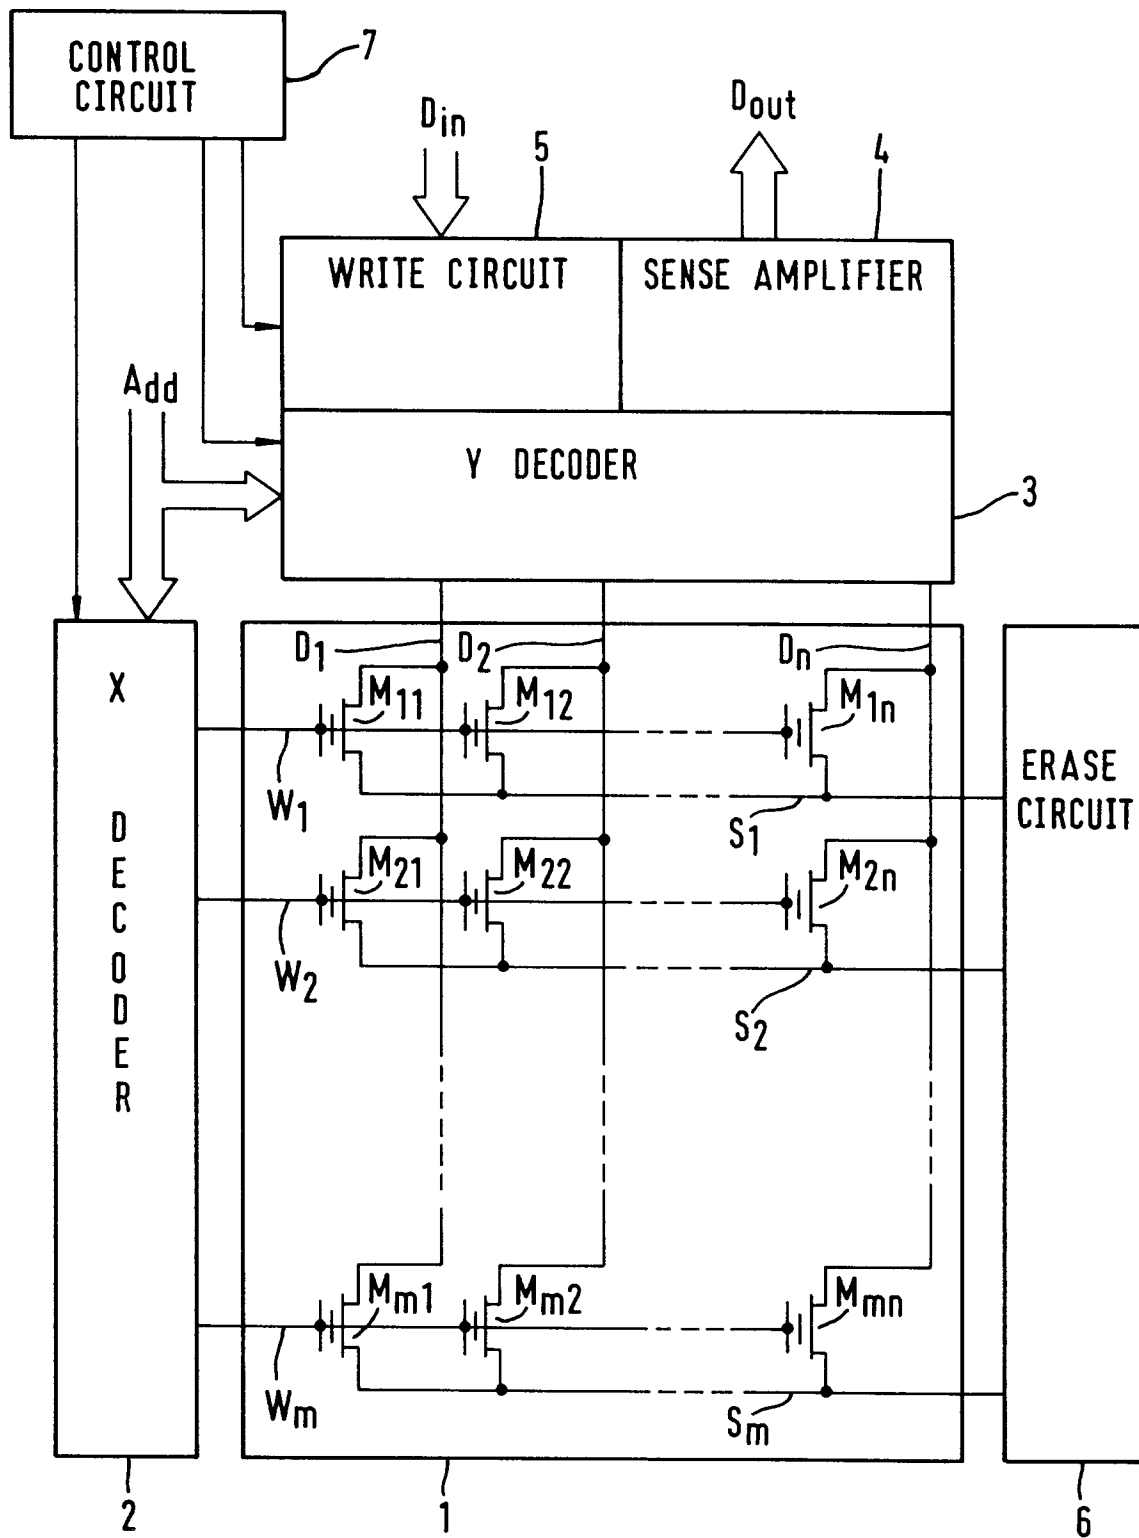 CONTROL
CIRCUIT
7
Din
Dout
5
4
WRITE CIRCUIT
SENSE AMPLIFIER
Add
Y DECODER
3
X DECODER
D1
D2
Dn
M11
M12
M1n
W1
S1
ERASE
CIRCUIT
M21
M22
M2n
W2
S2
Mm1
Mm2
Mmn
Wm
Sm
2
1
6